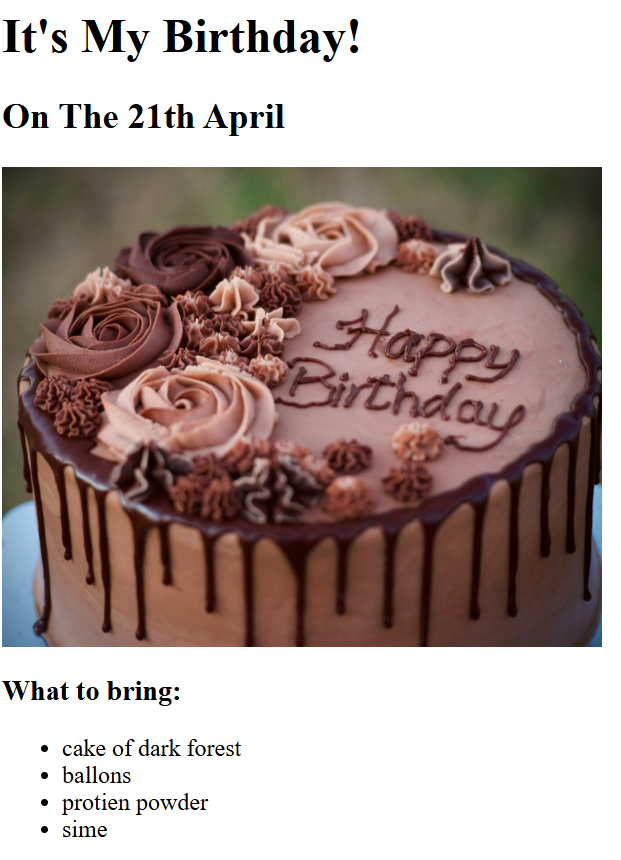 It's My Birthday!
On The 21th April
Happy
Birthday
What to bring:
cake of dark forest
ballons
protien powder
sime